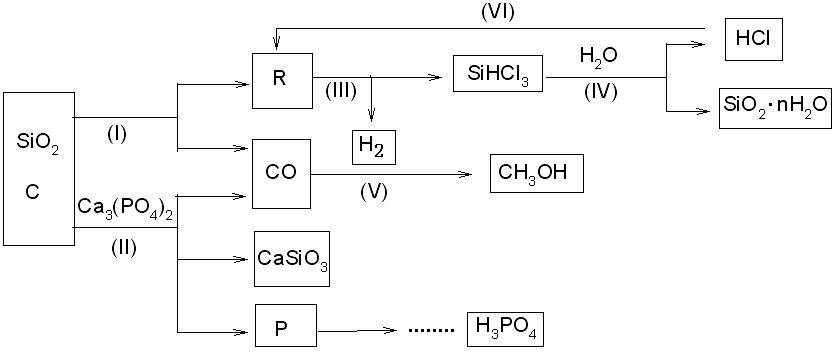 (VI)
HCl
H₂O
R
(III)
SiHCl₃
(IV)
SiO₂·nH₂O
SiO₂
C
(I)
H₂
CO
(V)
CH₃OH
Ca₃(PO₄)₂
(II)
CaSiO₃
P
........
H₃PO₄